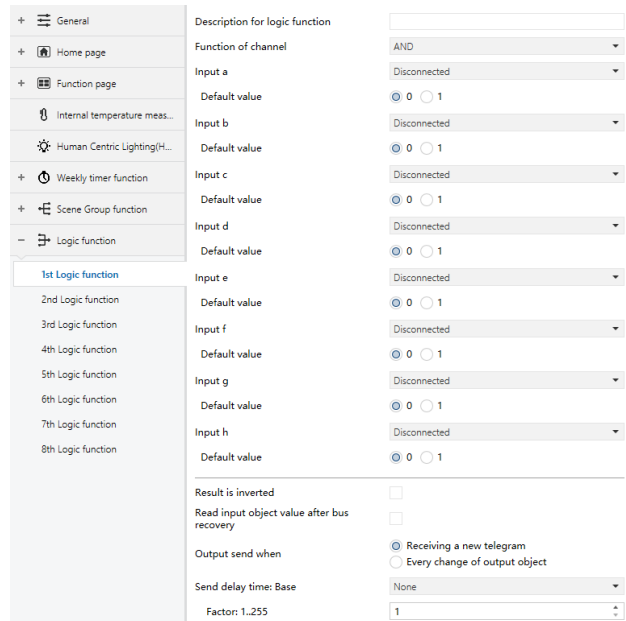 General
Home page
Function page
Internal temperature meas...
Human Centric Lighting(H...
Weekly timer function
Scene Group function
Logic function
1st Logic function
2nd Logic function
3rd Logic function
4th Logic function
5th Logic function
6th Logic function
7th Logic function
8th Logic function
Description for logic function
Function of channel AND
Input a Disconnected
Default value 0 1
Input b Disconnected
Default value 0 1
Input c Disconnected
Default value 0 1
Input d Disconnected
Default value 0 1
Input e Disconnected
Default value 0 1
Input f Disconnected
Default value 0 1
Input g Disconnected
Default value 0 1
Input h Disconnected
Default value 0 1
Result is inverted
Read input object value after bus
recovery
Output send when
Receiving a new telegram
Every change of output object
Send delay time: Base None
Factor: 1..255 1